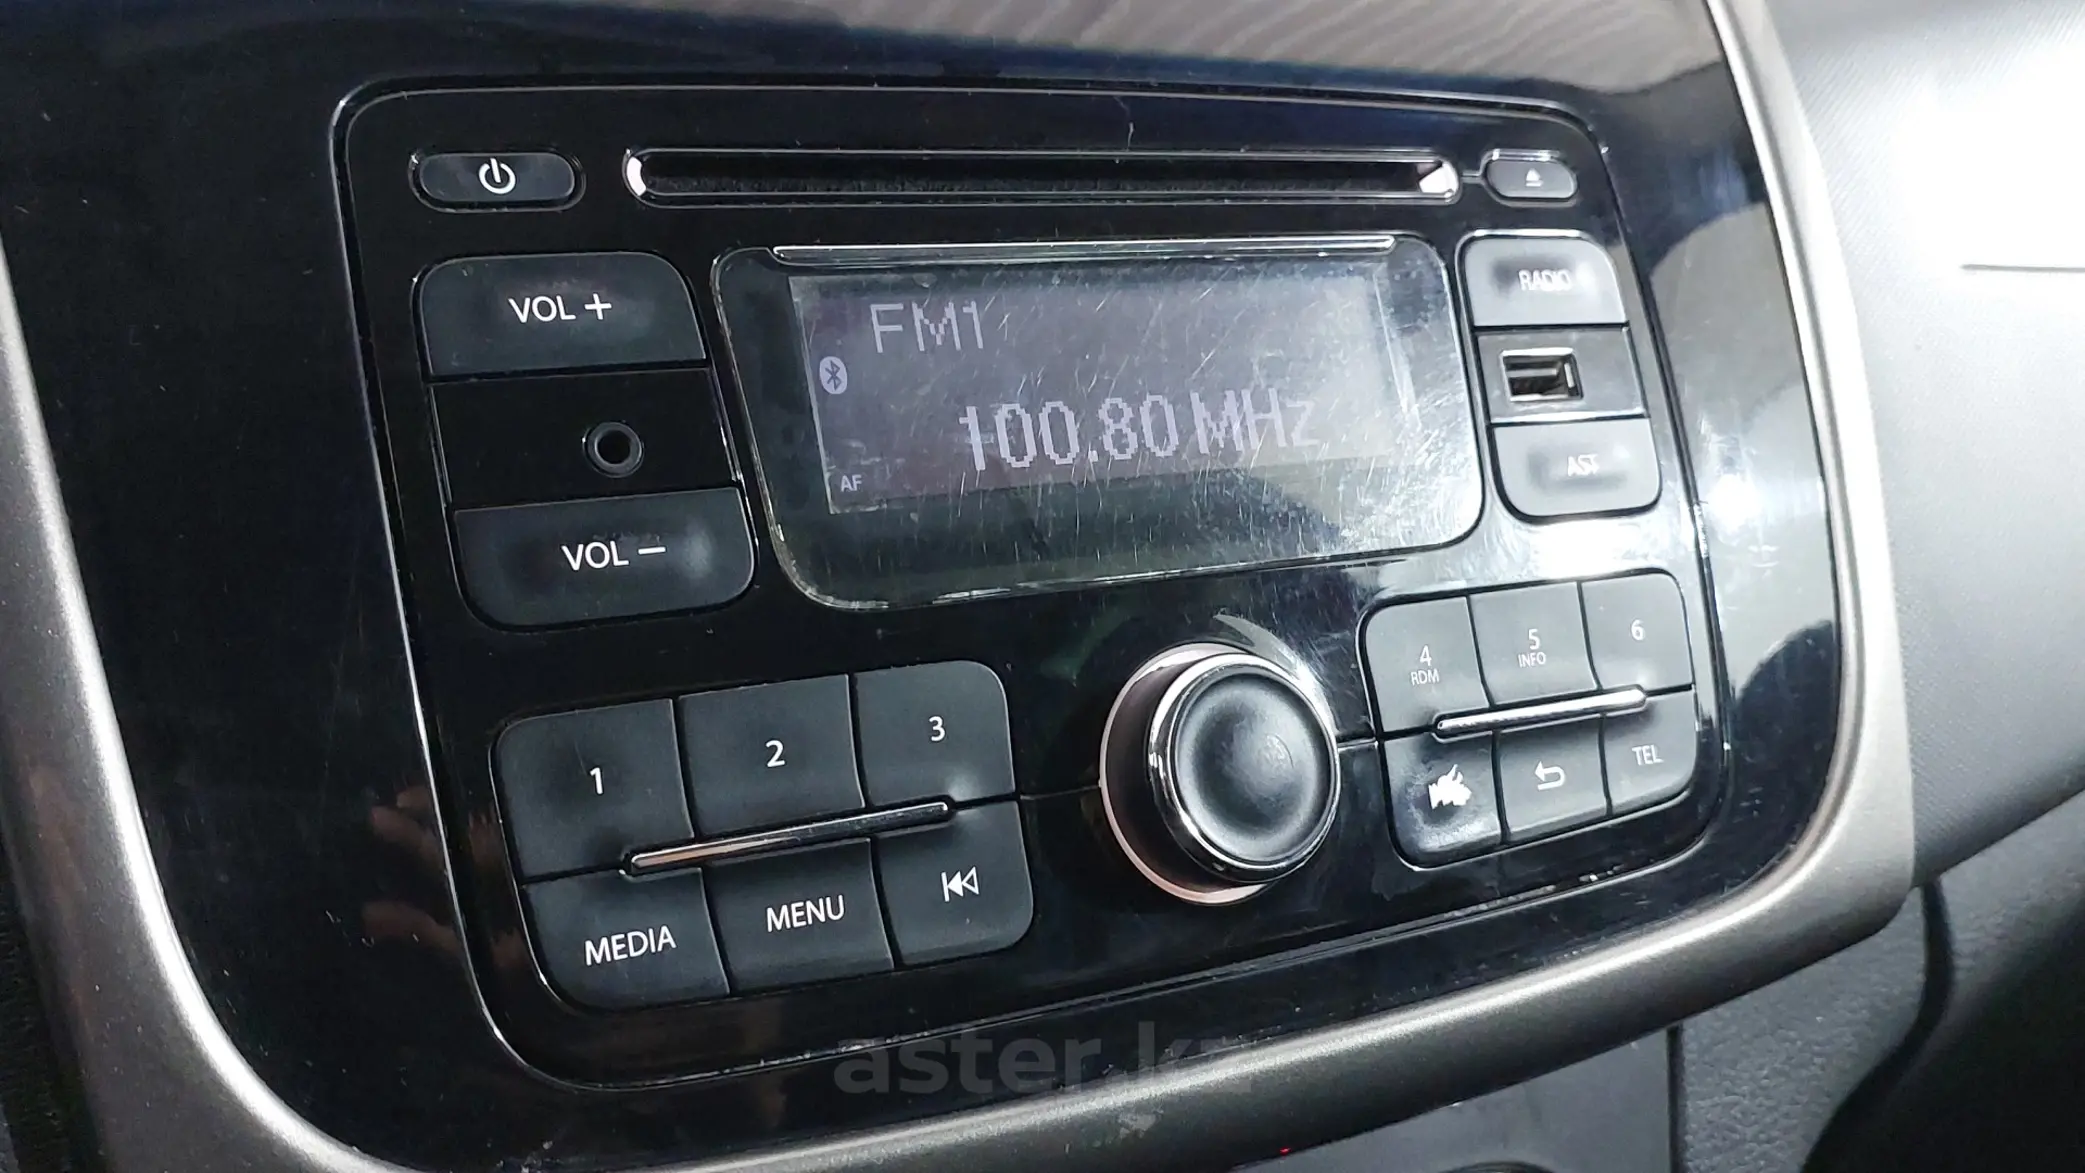 VOL +
FM1
100.80 MHz
AF
VOL −
RADIO
AST
1
2
3
MEDIA
MENU
4
RDM
5
INFO
6
TEL
aster.kz